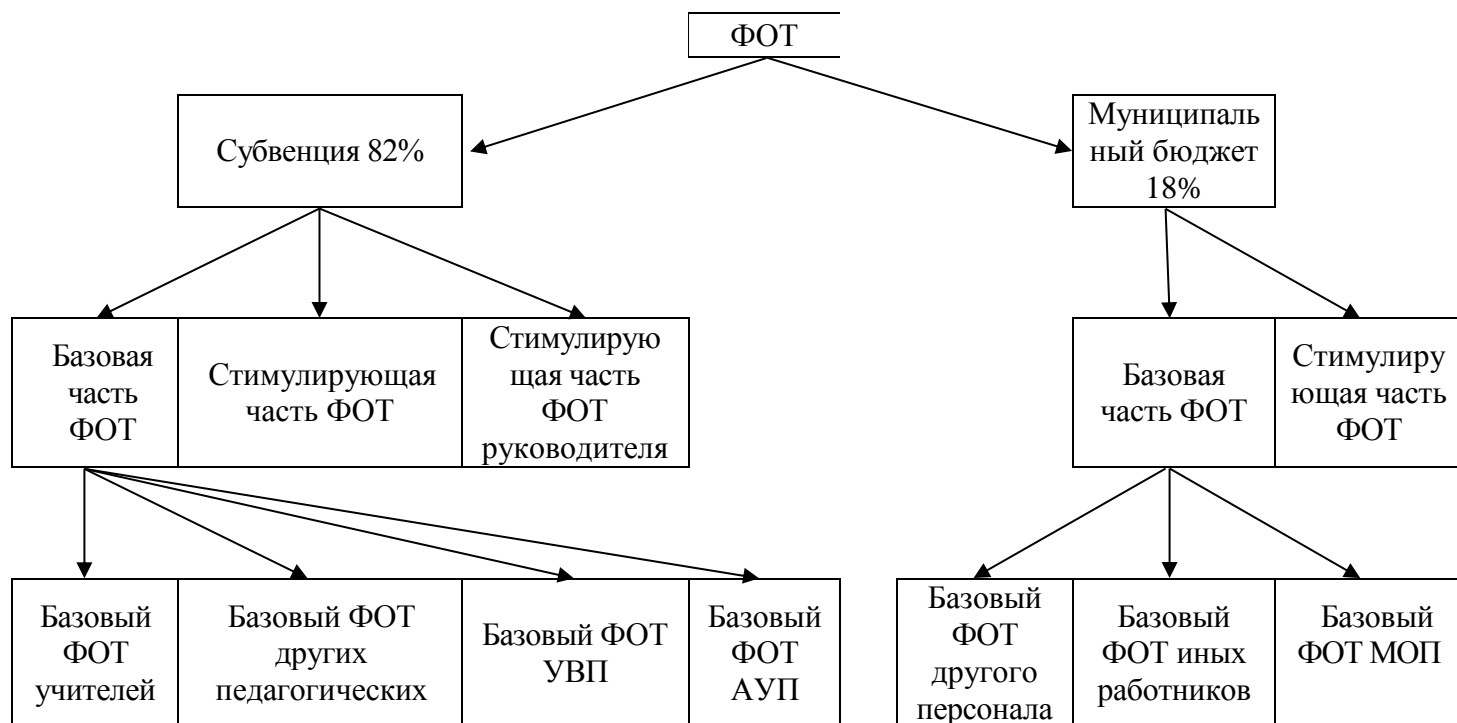 ФОТ
Субвенция 82%
Муниципаль
ный бюджет
18%
Базовая
часть
ФОТ
Стимулирующая
часть ФОТ
Стимулирую
щая часть
ФОТ
руководителя
Базовая
часть ФОТ
Стимулиру
ющая часть
ФОТ
Базовый
ФОТ
учителей
Базовый ФОТ
других
педагогических
Базовый ФОТ
УВП
Базовый
ФОТ
АУП
Базовый
ФОТ
другого
персонала
Базовый
ФОТ иных
работников
Базовый
ФОТ МОП